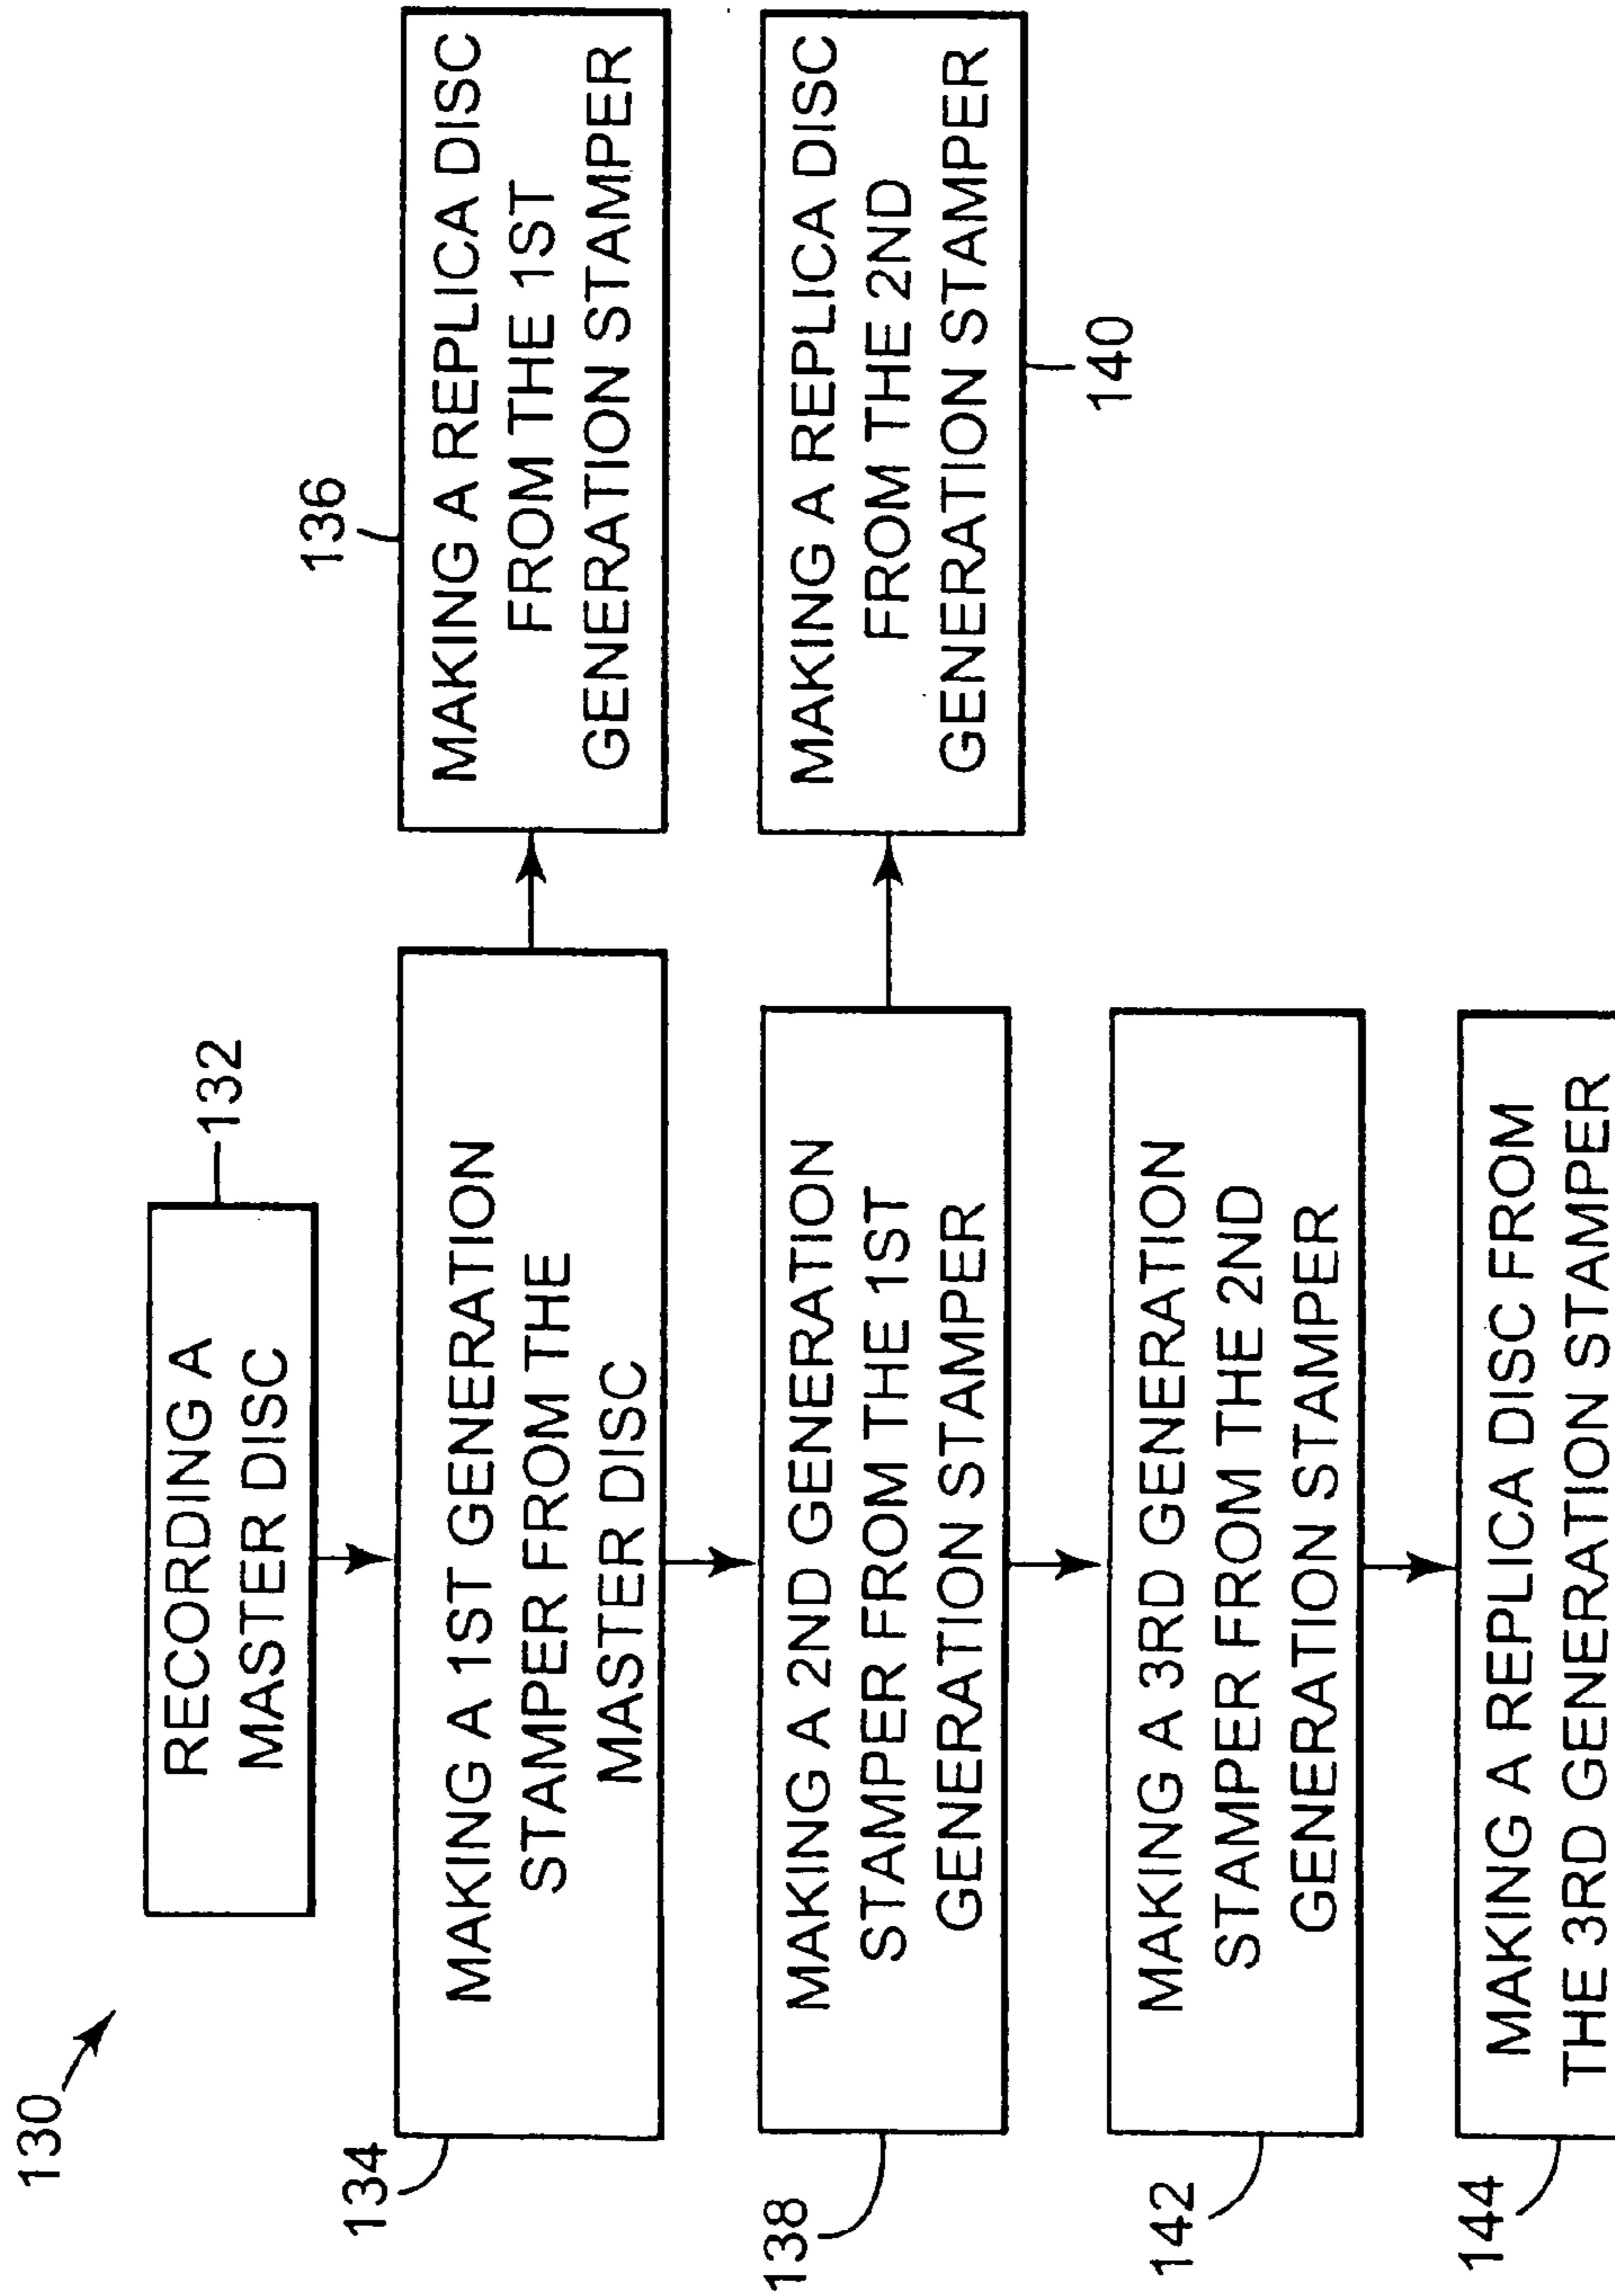 130
RECORDING A
MASTER DISC
132
134
MAKING A 1ST GENERATION
STAMPER FROM THE
MASTER DISC
136
MAKING A REPLICA DISC
FROM THE 1ST
GENERATION STAMPER
138
MAKING A 2ND GENERATION
STAMPER FROM THE 1ST
GENERATION STAMPER
MAKING A REPLICA DISC
FROM THE 2ND
GENERATION STAMPER
140
142
MAKING A 3RD GENERATION
STAMPER FROM THE 2ND
GENERATION STAMPER
144
MAKING A REPLICA DISC FROM
THE 3RD GENERATION STAMPER